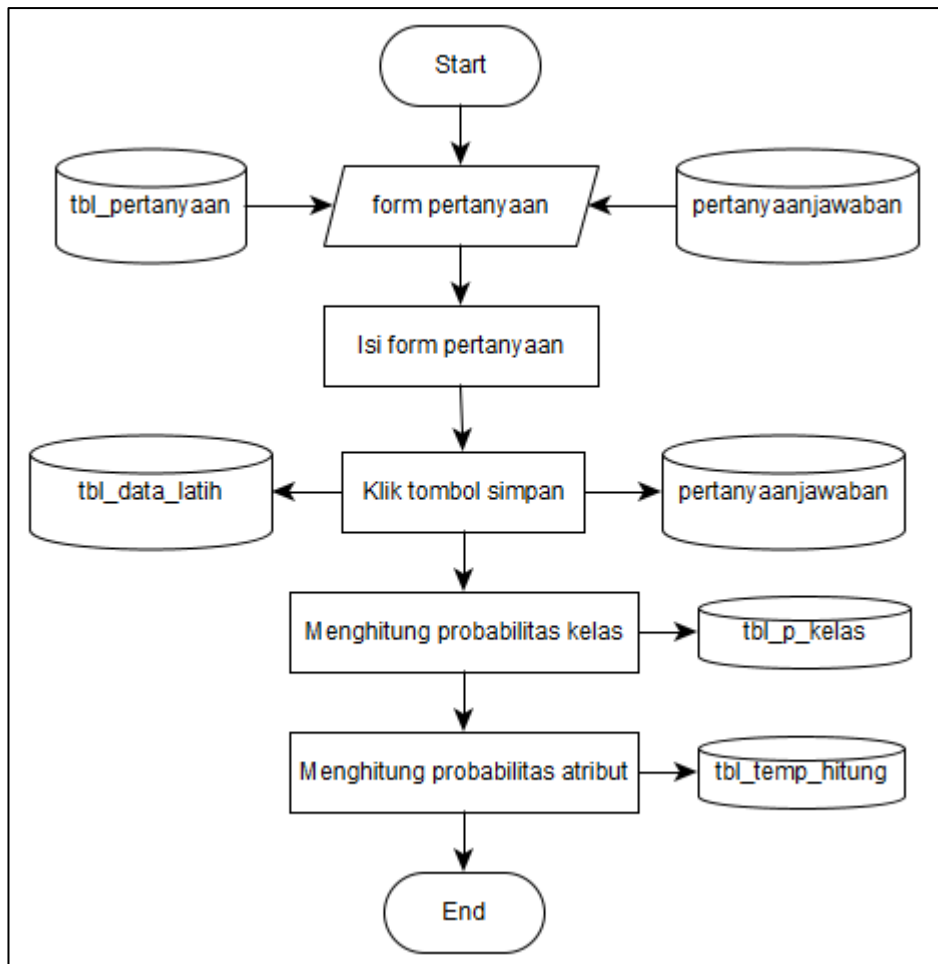 Start
tbl_pertanyaan
form pertanyaan
pertanyaanjawaban
Isi form pertanyaan
tbl_data_latih
Klik tombol simpan
pertanyaanjawaban
Menghitung probabilitas kelas
tbl_p_kelas
Menghitung probabilitas atribut
tbl_temp_hitung
End